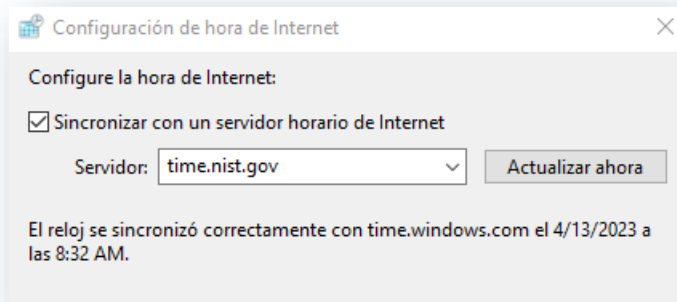 Configuración de hora de Internet
Configure la hora de Internet:
Sincronizar con un servidor horario de Internet
Servidor: time.nist.gov Actualizar ahora
El reloj se sincronizó correctamente con time.windows.com el 4/13/2023 a
las 8:32 AM.